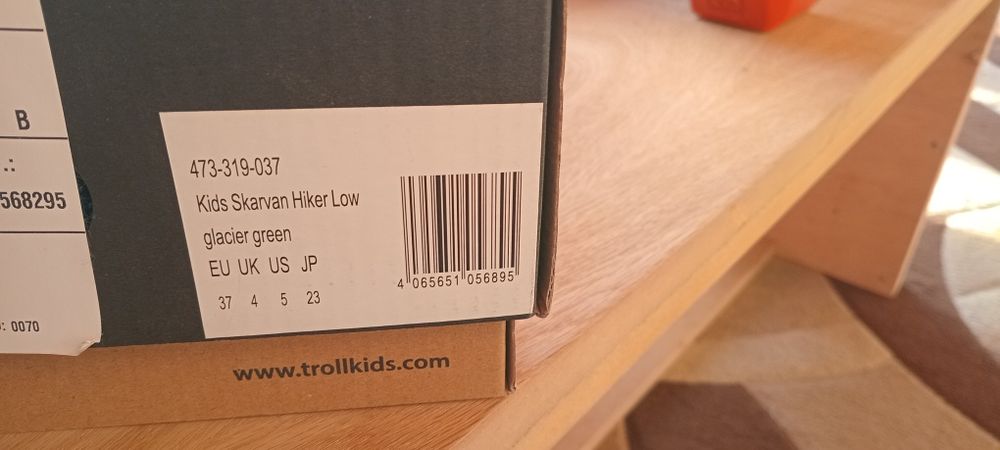 B
.:
568295
: 0070
473-319-037
Kids Skarvan Hiker Low
glacier green
EU UK US JP
37 4 5 23
4 065651 056895
www.trollkids.com